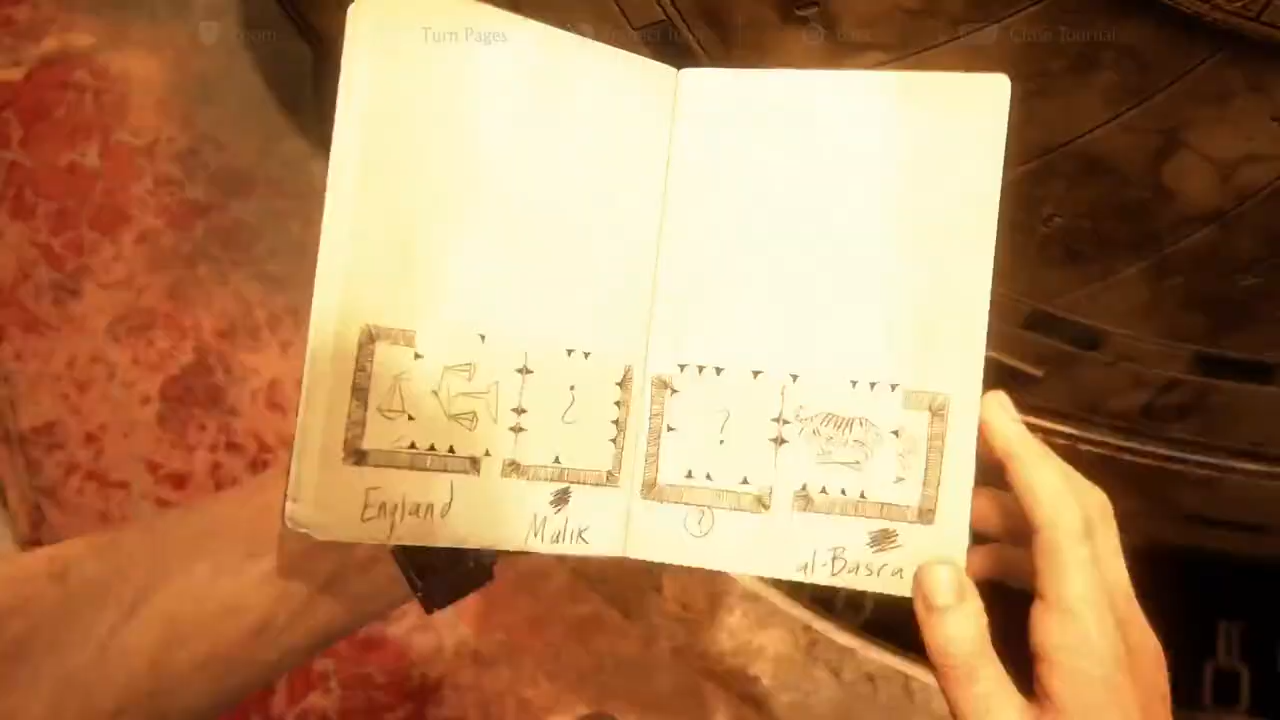 Turn Pages
Close Journal
¿
?
England
Malik
?
al-Basra